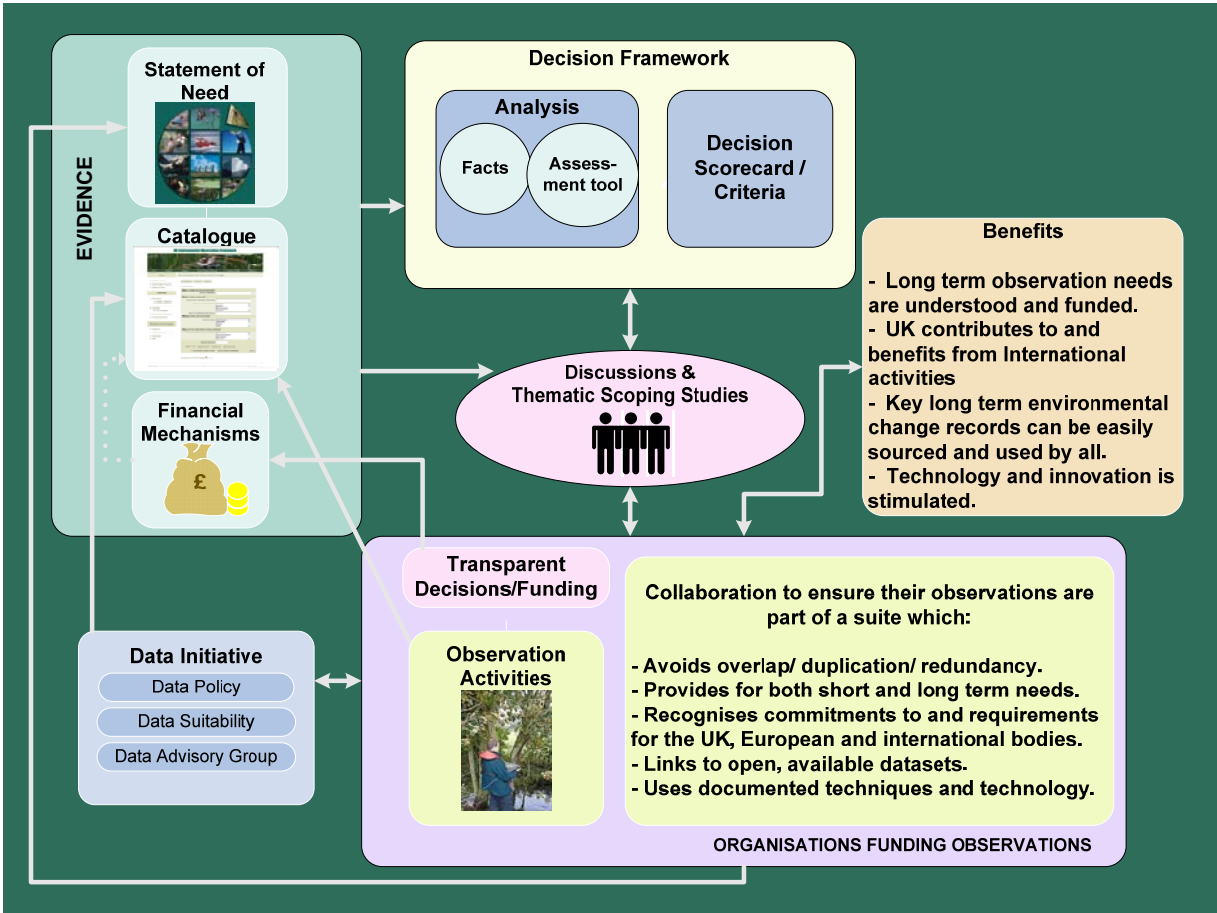 EVIDENCE
Statement of
Need
Catalogue
Financial
Mechanisms
£
Decision Framework
Analysis
Facts
Assess-
ment tool
Decision
Scorecard /
Criteria
Discussions &
Thematic Scoping Studies
Benefits
- Long term observation needs
are understood and funded.
- UK contributes to and
benefits from International
activities
- Key long term environmental
change records can be easily
sourced and used by all.
- Technology and innovation is
stimulated.
Transparent
Decisions/Funding
Observation
Activities
Collaboration to ensure their observations are
part of a suite which:
- Avoids overlap/ duplication/ redundancy.
- Provides for both short and long term needs.
- Recognises commitments to and requirements
for the UK, European and international bodies.
- Links to open, available datasets.
- Uses documented techniques and technology.
ORGANISATIONS FUNDING OBSERVATIONS
Data Initiative
Data Policy
Data Suitability
Data Advisory Group